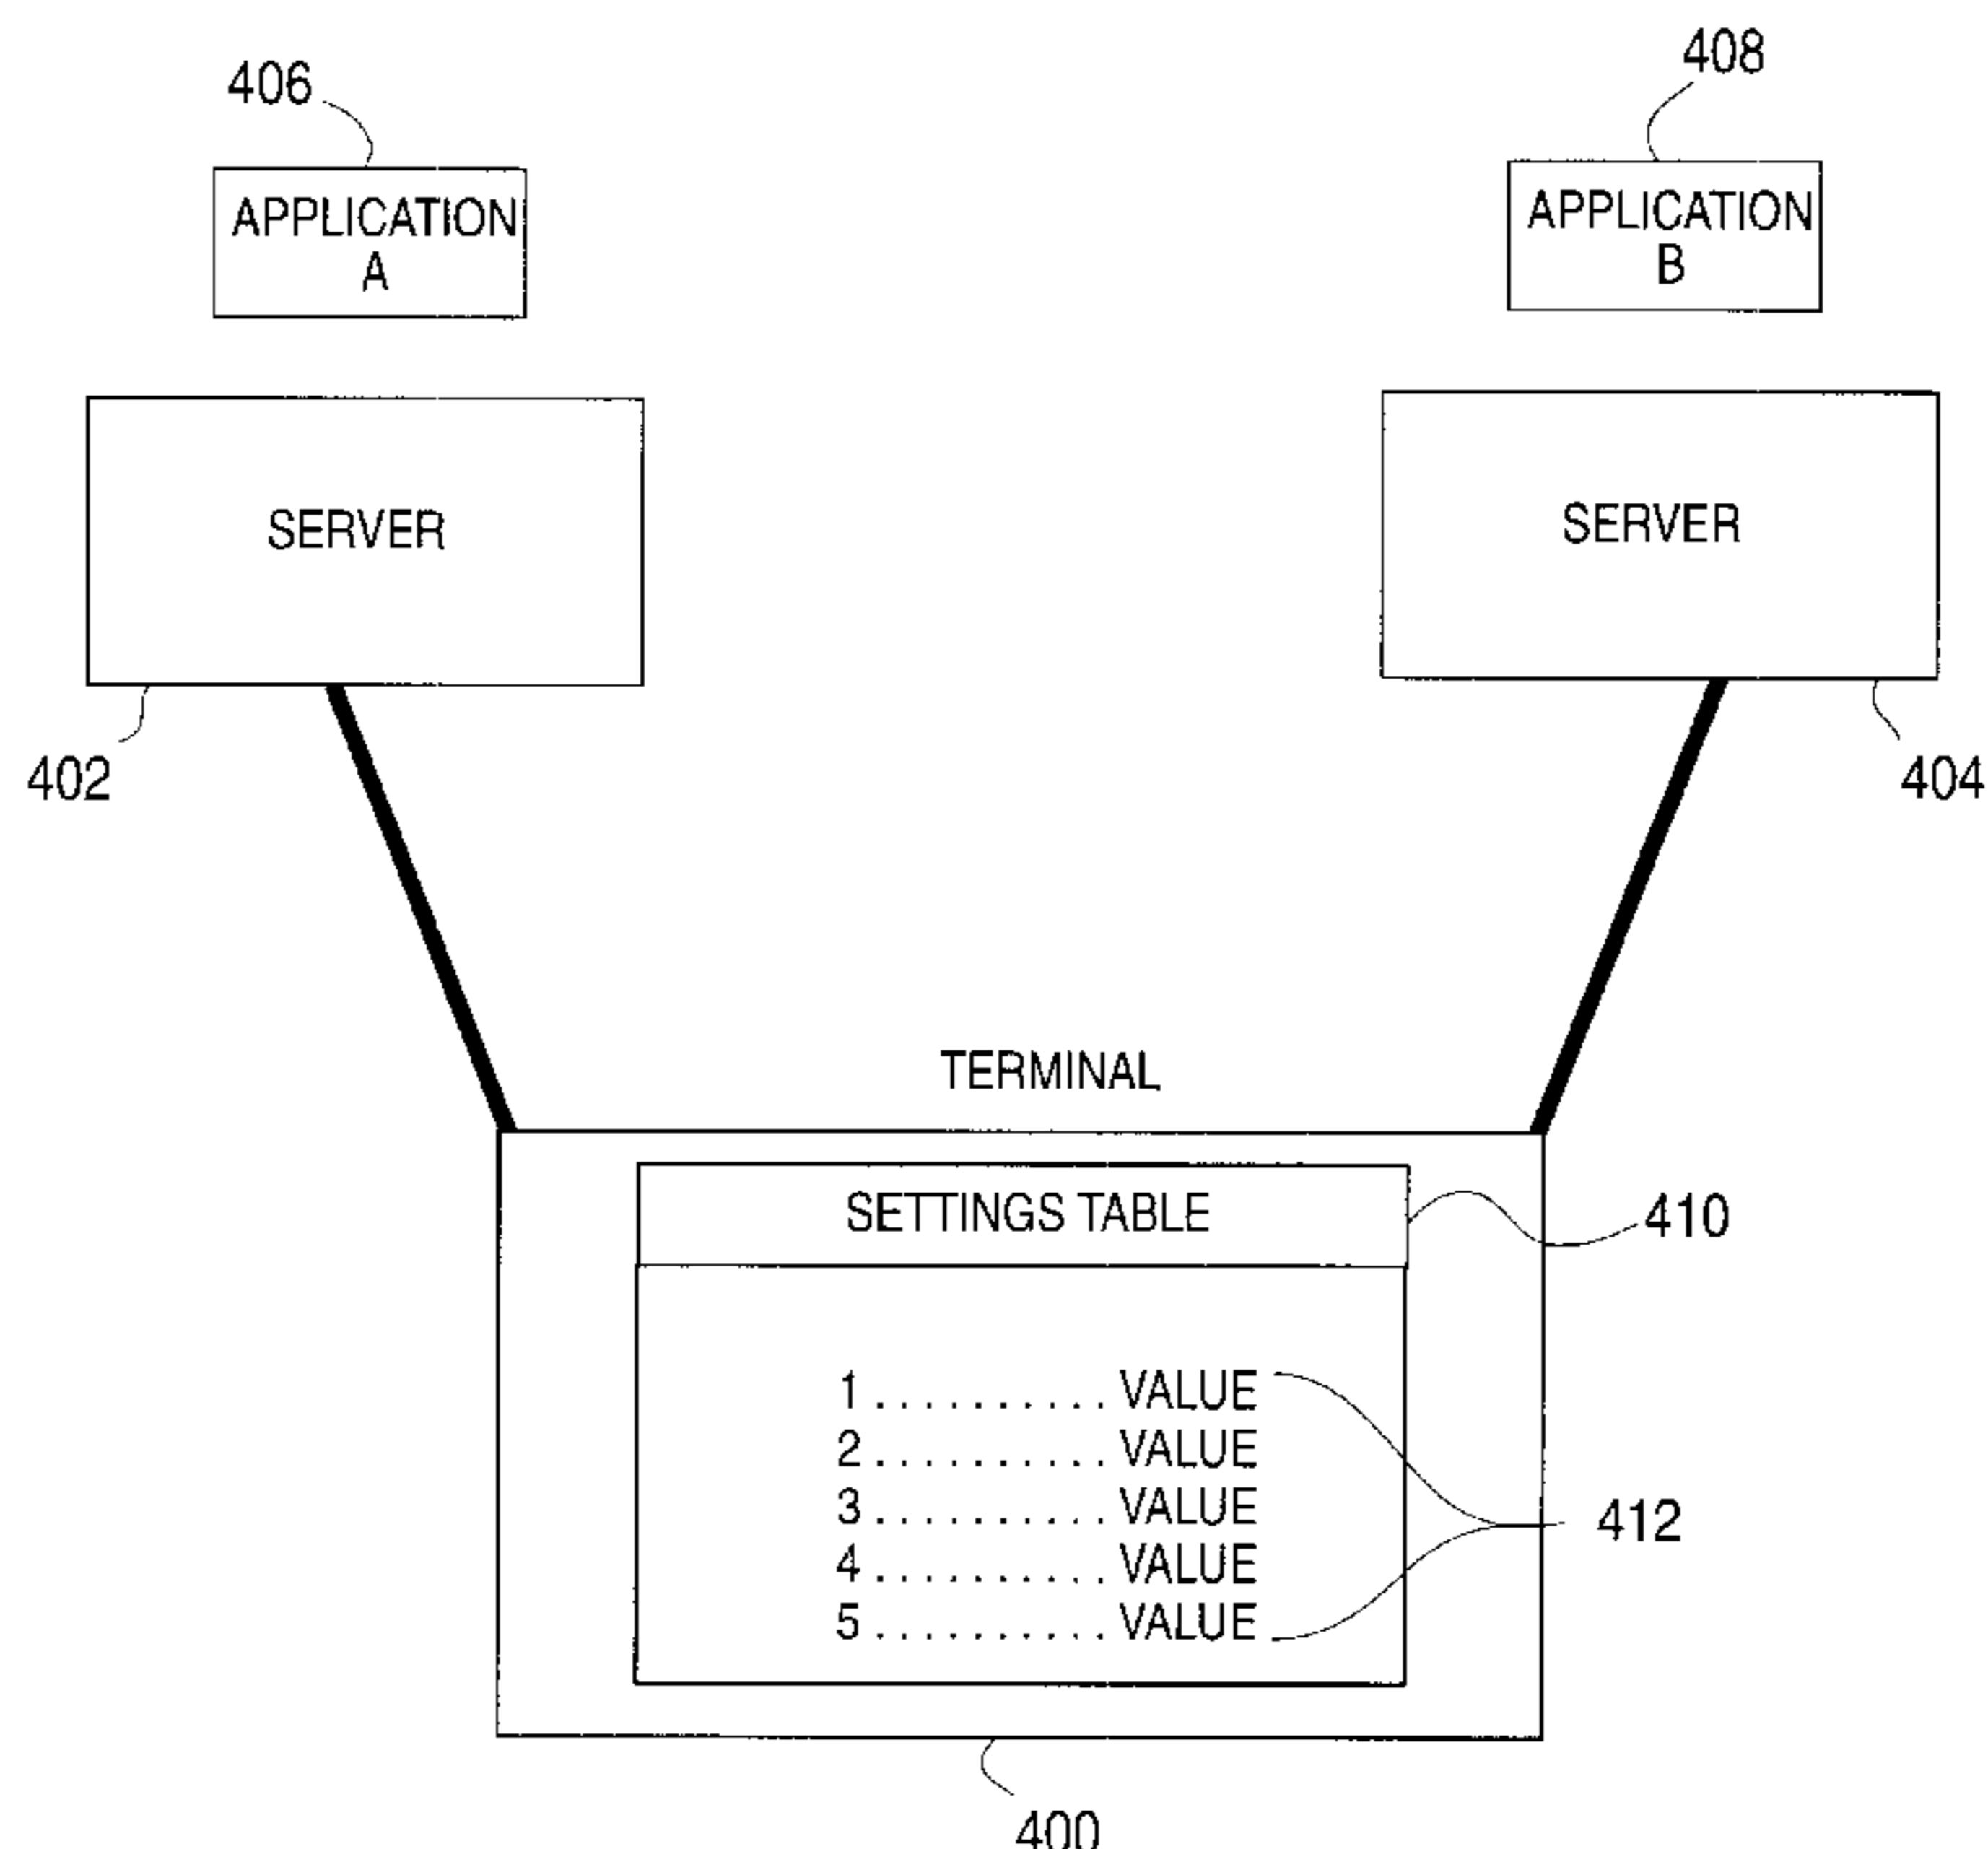 406
408
APPLICATION
A
APPLICATION
B
SERVER
SERVER
402
404
TERMINAL
SETTINGS TABLE
410
1 . . . . . . . . . . VALUE
2 . . . . . . . . . . VALUE
3 . . . . . . . . . . VALUE
4 . . . . . . . . . . VALUE
5 . . . . . . . . . . VALUE
412
400